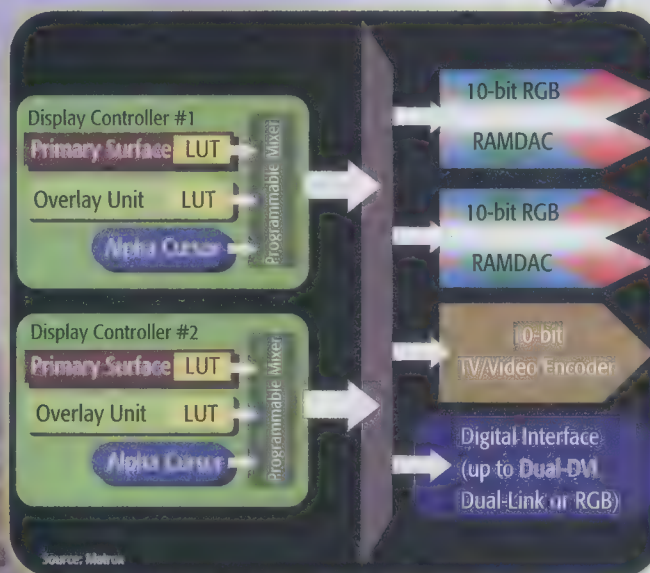 Display Controller #1
Primary Surface LUT
Overlay Unit LUT
Alpha Cursor
Programmable Mixer
Display Controller #2
Primary Surface LUT
Overlay Unit LUT
Alpha Cursor
Programmable Mixer
10-bit RGB
RAMDAC
10-bit RGB
RAMDAC
0-bit
TV/Video Encoder
Digital Interface
(up to Dual-DVI
Dual-Link or RGB)
Source: Matrox